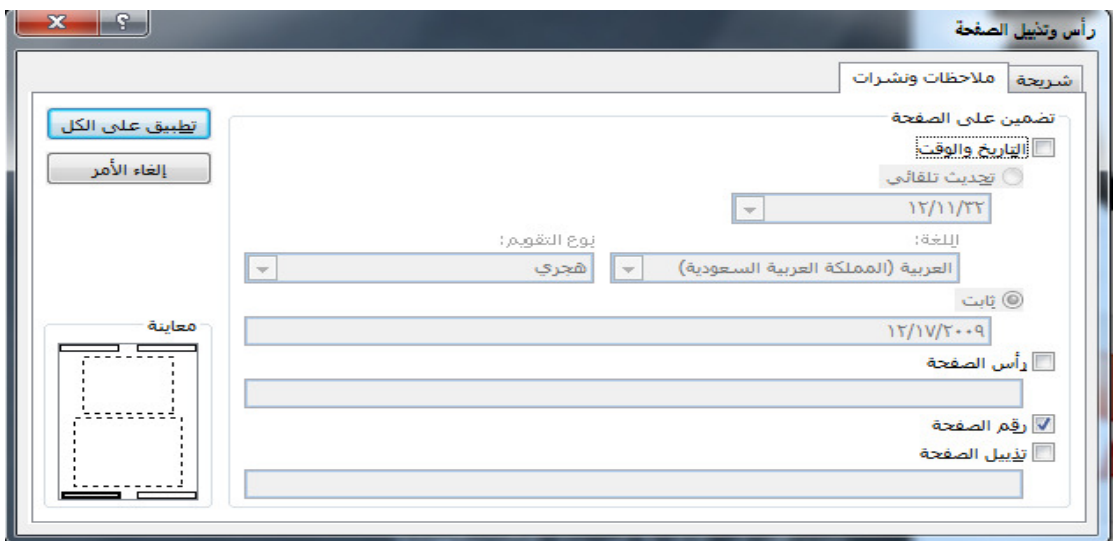 رأس وتذييل الصفحة
شريحة ملاحظات ونشرات
تضمين على الصفحة
التاريخ والوقت
تحديث تلقائي
١٢/١١/٣٢
اللغة: نوع التقويم:
العربية (المملكة العربية السعودية) هجري
ثابت
١٢/١٧/٢٠٠٩
رأس الصفحة
رقم الصفحة
تذييل الصفحة
تطبيق على الكل
إلغاء الأمر
معاينة